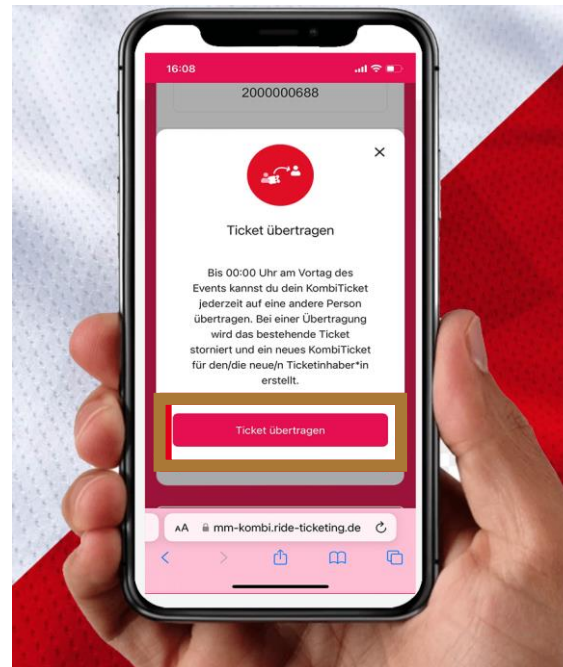 16:08
2000000688
Ticket übertragen
Bis 00:00 Uhr am Vortag des
Events kannst du dein KombiTicket
jederzeit auf eine andere Person
übertragen. Bei einer Übertragung
wird das bestehende Ticket
storniert und ein neues KombiTicket
für den/die neue/n Ticketinhaber*in
erstellt.
Ticket übertragen
AA mm-kombi.ride-ticketing.de